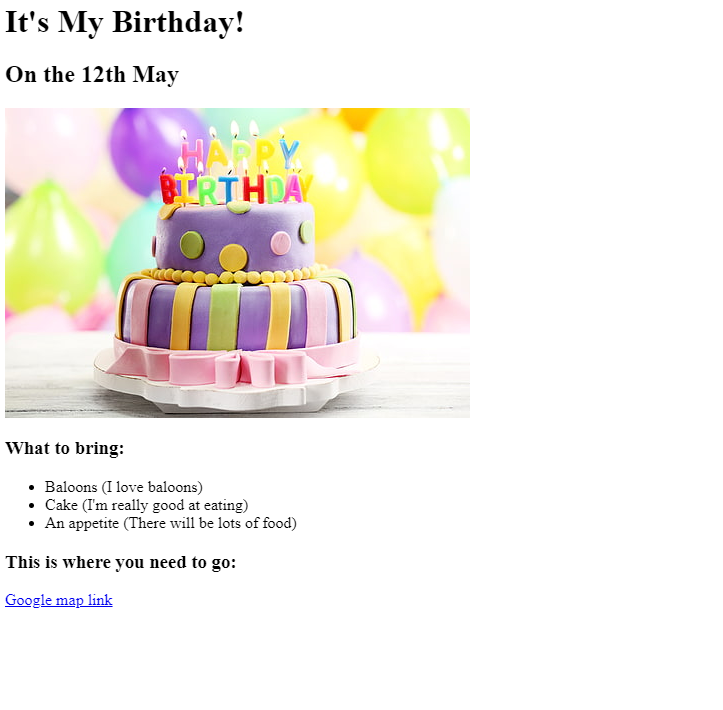 It's My Birthday!
On the 12th May
HAPPY
BIRTHDAY
What to bring:
Baloons (I love baloons)
Cake (I'm really good at eating)
An appetite (There will be lots of food)
This is where you need to go:
Google map link